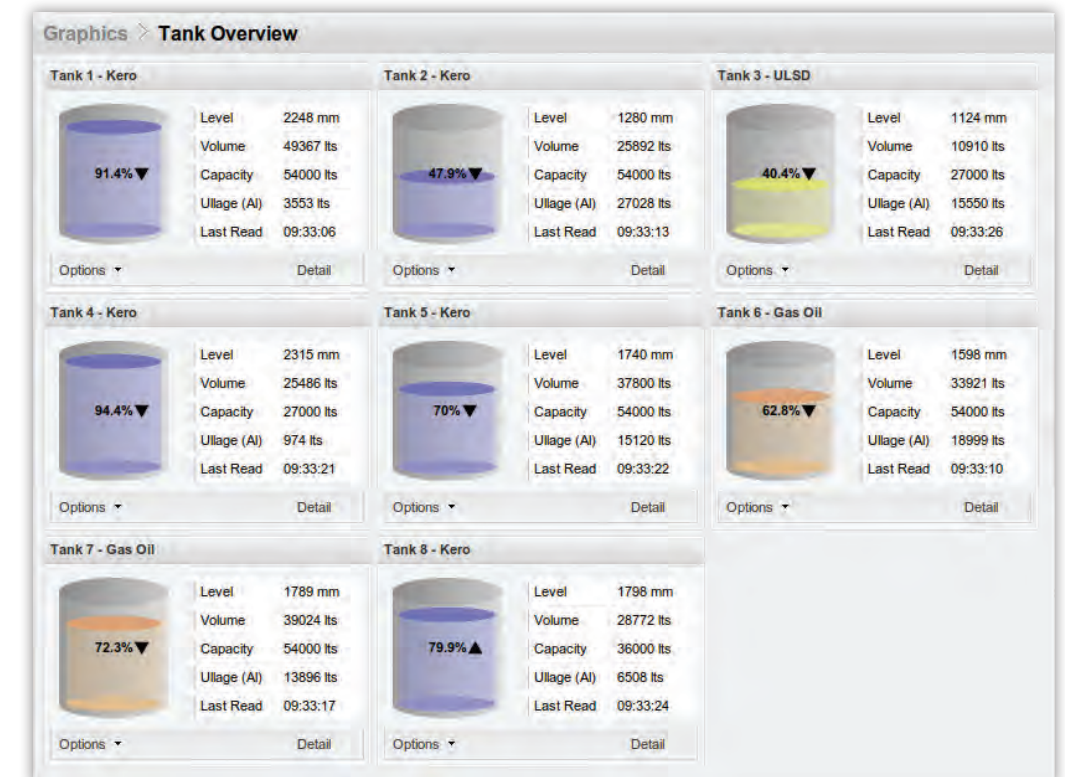 Graphics > Tank Overview
Tank 1 - Kero
91.4%▼
Level 2248 mm
Volume 49367 lts
Capacity 54000 lts
Ullage (Al) 3553 lts
Last Read 09:33:06
Options ▾ Detail
Tank 2 - Kero
47.9%▼
Level 1280 mm
Volume 25892 lts
Capacity 54000 lts
Ullage (Al) 27028 lts
Last Read 09:33:13
Options ▾ Detail
Tank 3 - ULSD
40.4%▼
Level 1124 mm
Volume 10910 lts
Capacity 27000 lts
Ullage (Al) 15550 lts
Last Read 09:33:26
Options ▾ Detail
Tank 4 - Kero
94.4%▼
Level 2315 mm
Volume 25486 lts
Capacity 27000 lts
Ullage (Al) 974 lts
Last Read 09:33:21
Options ▾ Detail
Tank 5 - Kero
70%▼
Level 1740 mm
Volume 37800 lts
Capacity 54000 lts
Ullage (Al) 15120 lts
Last Read 09:33:22
Options ▾ Detail
Tank 6 - Gas Oil
62.8%▼
Level 1598 mm
Volume 33921 lts
Capacity 54000 lts
Ullage (Al) 18999 lts
Last Read 09:33:10
Options ▾ Detail
Tank 7 - Gas Oil
72.3%▼
Level 1789 mm
Volume 39024 lts
Capacity 54000 lts
Ullage (Al) 13896 lts
Last Read 09:33:17
Options ▾ Detail
Tank 8 - Kero
79.9%▲
Level 1798 mm
Volume 28772 lts
Capacity 36000 lts
Ullage (Al) 6508 lts
Last Read 09:33:24
Options ▾ Detail